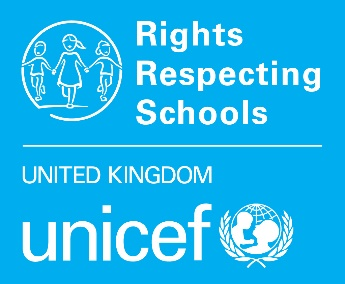 Rights
Respecting
Schools
UNITED KINGDOM
unicef